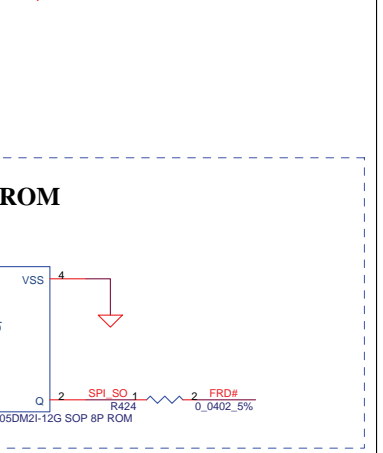 ROM
VSS 4
Q 2 SPI_SO 1 2 FRD#
R424 0_0402_5%
05DM2I-12G SOP 8P ROM